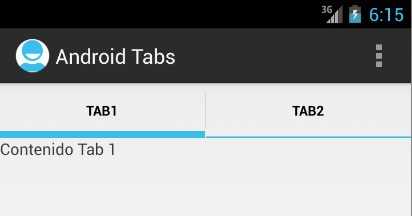 3G 6:15
Android Tabs
TAB1 TAB2
Contenido Tab 1